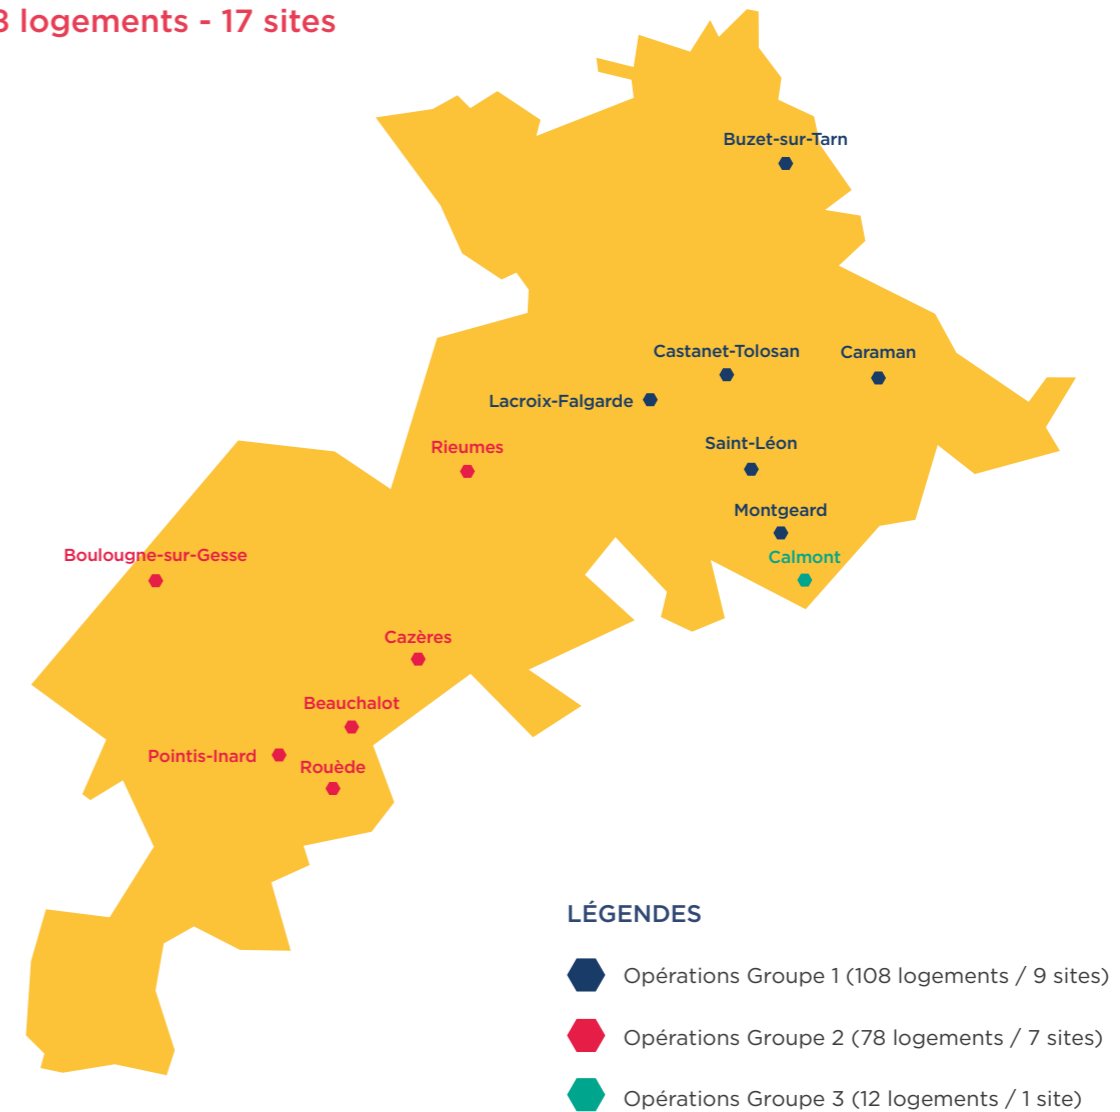 8 logements - 17 sites
Buzet-sur-Tarn
Castanet-Tolosan
Caraman
Lacroix-Falgarde
Rieumes
Saint-Léon
Montgeard
Boulougne-sur-Gesse
Calmont
Cazères
Beauchalot
Pointis-Inard
Rouède
LÉGENDES
Opérations Groupe 1 (108 logements / 9 sites)
Opérations Groupe 2 (78 logements / 7 sites)
Opérations Groupe 3 (12 logements / 1 site)